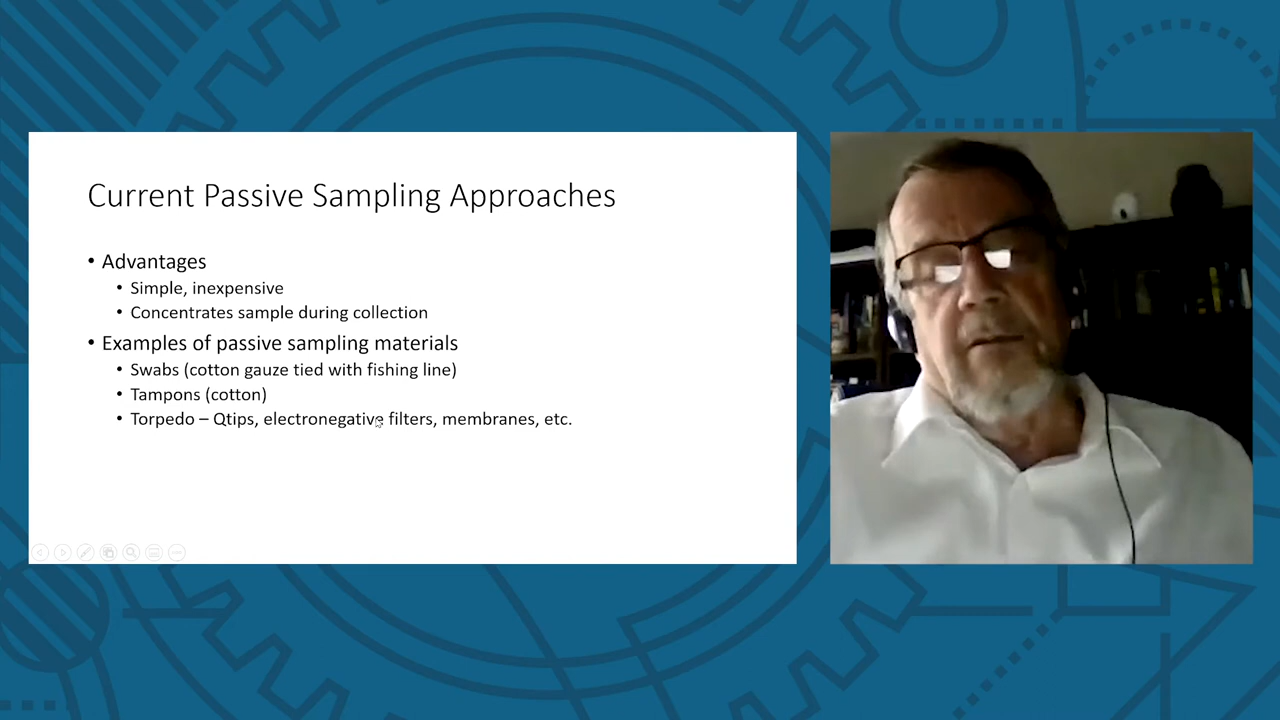 Current Passive Sampling Approaches
• Advantages
• Simple, inexpensive
• Concentrates sample during collection
• Examples of passive sampling materials
• Swabs (cotton gauze tied with fishing line)
• Tampons (cotton)
• Torpedo – Qtips, electronegative filters, membranes, etc.